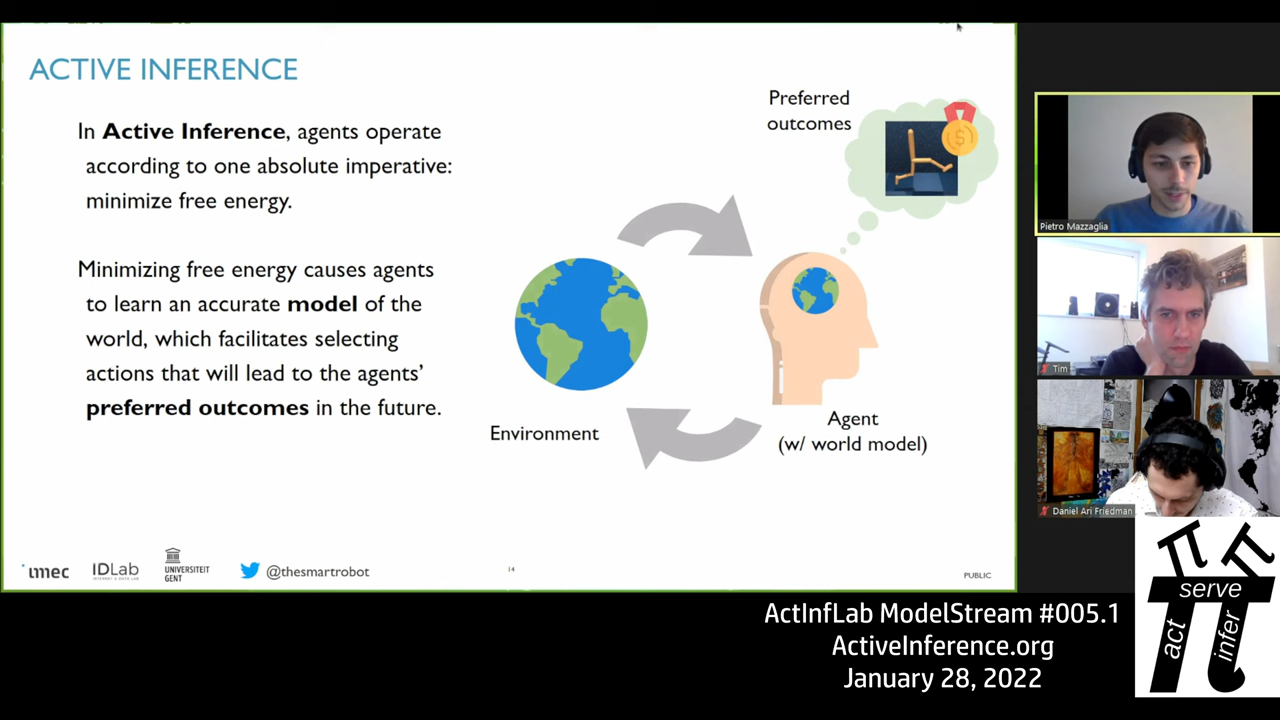 ACTIVE INFERENCE
In Active Inference, agents operate
according to one absolute imperative:
minimize free energy.
Minimizing free energy causes agents
to learn an accurate model of the
world, which facilitates selecting
actions that will lead to the agents'
preferred outcomes in the future.
Preferred
outcomes
$
Environment
Agent
(w/ world model)
imec
IDLab
INTERNET & DATA LAB
UNIVERSITEIT
GENT
@thesmartrobot
14
PUBLIC
Pietro Mazzaglia
Tim
Daniel Ari Friedman
ActInfLab ModelStream #005.1
ActiveInference.org
January 28, 2022
serve
act
infer